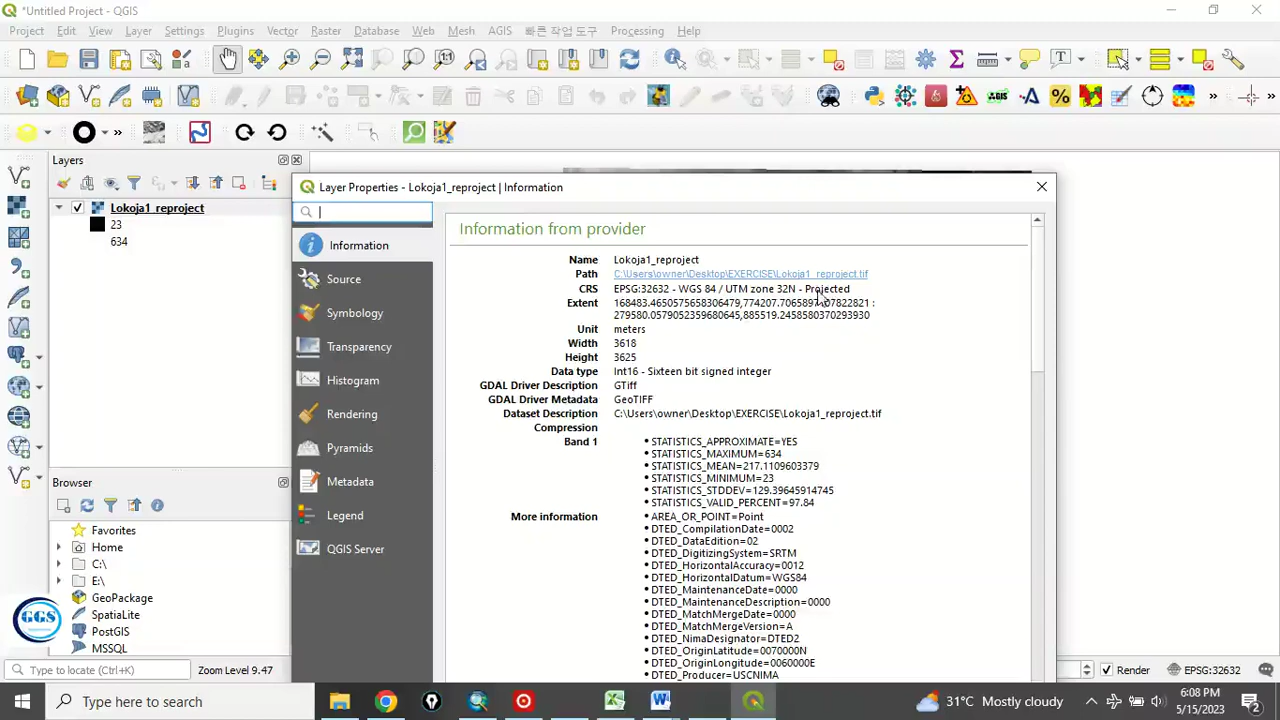 *Untitled Project - QGIS
Project Edit View Layer Settings Plugins Vector Raster Database Web Mesh AGIS 빠른 작업 도구 Processing Help
Layers
Lokoja1_reproject
23
634
Layer Properties - Lokoja1_reproject | Information
Information
Source
Symbology
Transparency
Histogram
Rendering
Pyramids
Metadata
Legend
QGIS Server
Information from provider
Name Lokoja1_reproject
Path C:\Users\owner\Desktop\EXERCISE\Lokoja1_reproject.tif
CRS EPSG:32632 - WGS 84 / UTM zone 32N - Projected
Extent 168483.4650575658306479,774207.7065897 07822821 :
279580.0579052359680645,885519.2458580370293930
Unit meters
Width 3618
Height 3625
Data type Int16 - Sixteen bit signed integer
GDAL Driver Description GTiff
GDAL Driver Metadata GeoTIFF
Dataset Description C:\Users\owner\Desktop\EXERCISE\Lokoja1_reproject.tif
Compression
Band 1 • STATISTICS_APPROXIMATE=YES
• STATISTICS_MAXIMUM=634
• STATISTICS_MEAN=217.1109603379
• STATISTICS_MINIMUM=23
• STATISTICS_STDDEV=129.39645914745
• STATISTICS_VALID_PERCENT=97.84
More information • AREA_OR_POINT=Point
• DTED_CompilationDate=0002
• DTED_DataEdition=02
• DTED_DigitizingSystem=SRTM
• DTED_HorizontalAccuracy=0012
• DTED_HorizontalDatum=WGS84
• DTED_MaintenanceDate=0000
• DTED_MaintenanceDescription=0000
• DTED_MatchMergeDate=0000
• DTED_MatchMergeVersion=A
• DTED_NimaDesignator=DTED2
• DTED_OriginLatitude=0070000N
• DTED_OriginLongitude=0060000E
• DTED_Producer=USCNIMA
Browser
Favorites
Home
C:\
E:\
GeoPackage
SpatiaLite
PostGIS
MSSQL
GGS
Type to locate (Ctrl+K) Zoom Level 9.47 Render EPSG:32632
Type here to search
31°C Mostly cloudy
6:08 PM
5/15/2023
2